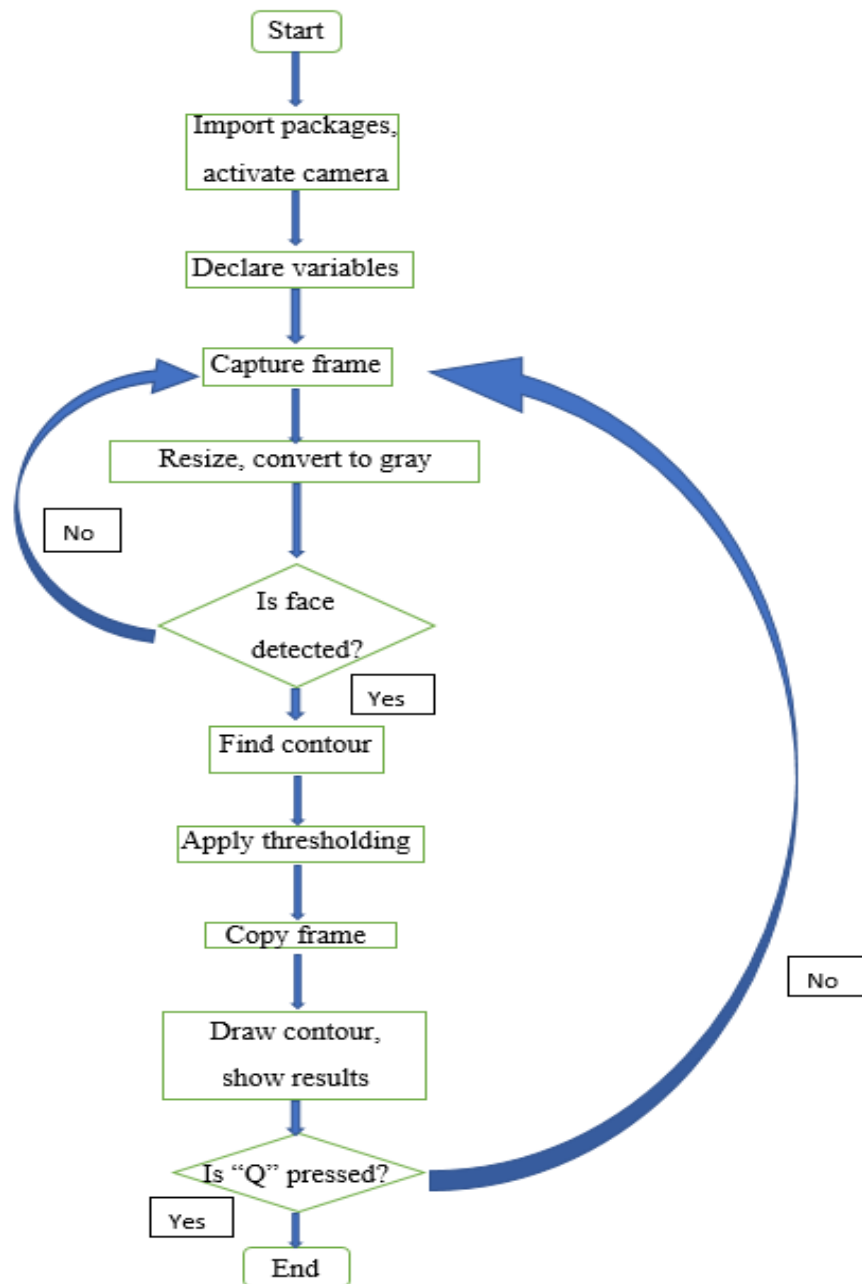 Start
Import packages,
activate camera
Declare variables
Capture frame
Resize, convert to gray
No
Is face
detected?
Yes
Find contour
Apply thresholding
Copy frame
No
Draw contour,
show results
Is “Q” pressed?
Yes
End